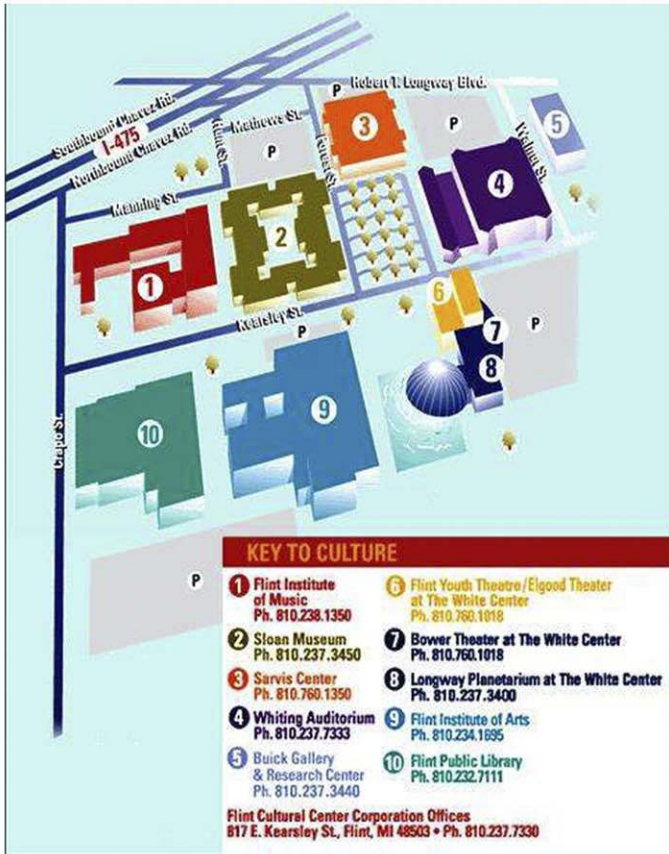 Robert T. Longway Blvd.
P
Southbound Chavez Rd.
I-475
Northbound Chavez Rd.
Mathews St.
Hunt St.
Forest St.
Walnut St.
3
P
5
P
4
Manning St.
2
1
6
Kearsley St.
7
P
P
8
9
10
Crapo St.
P
KEY TO CULTURE
1 Flint Institute
of Music
Ph. 810.238.1350
2 Sloan Museum
Ph. 810.237.3450
3 Sarvis Center
Ph. 810.760.1350
4 Whiting Auditorium
Ph. 810.237.7333
5 Buick Gallery
& Research Center
Ph. 810.237.3440
6 Flint Youth Theatre/Elgood Theater
at The White Center
Ph. 810.760.1018
7 Bower Theater at The White Center
Ph. 810.760.1018
8 Longway Planetarium at The White Center
Ph. 810.237.3400
9 Flint Institute of Arts
Ph. 810.234.1695
10 Flint Public Library
Ph. 810.232.7111
Flint Cultural Center Corporation Offices
817 E. Kearsley St., Flint, MI 48503 • Ph. 810.237.7330